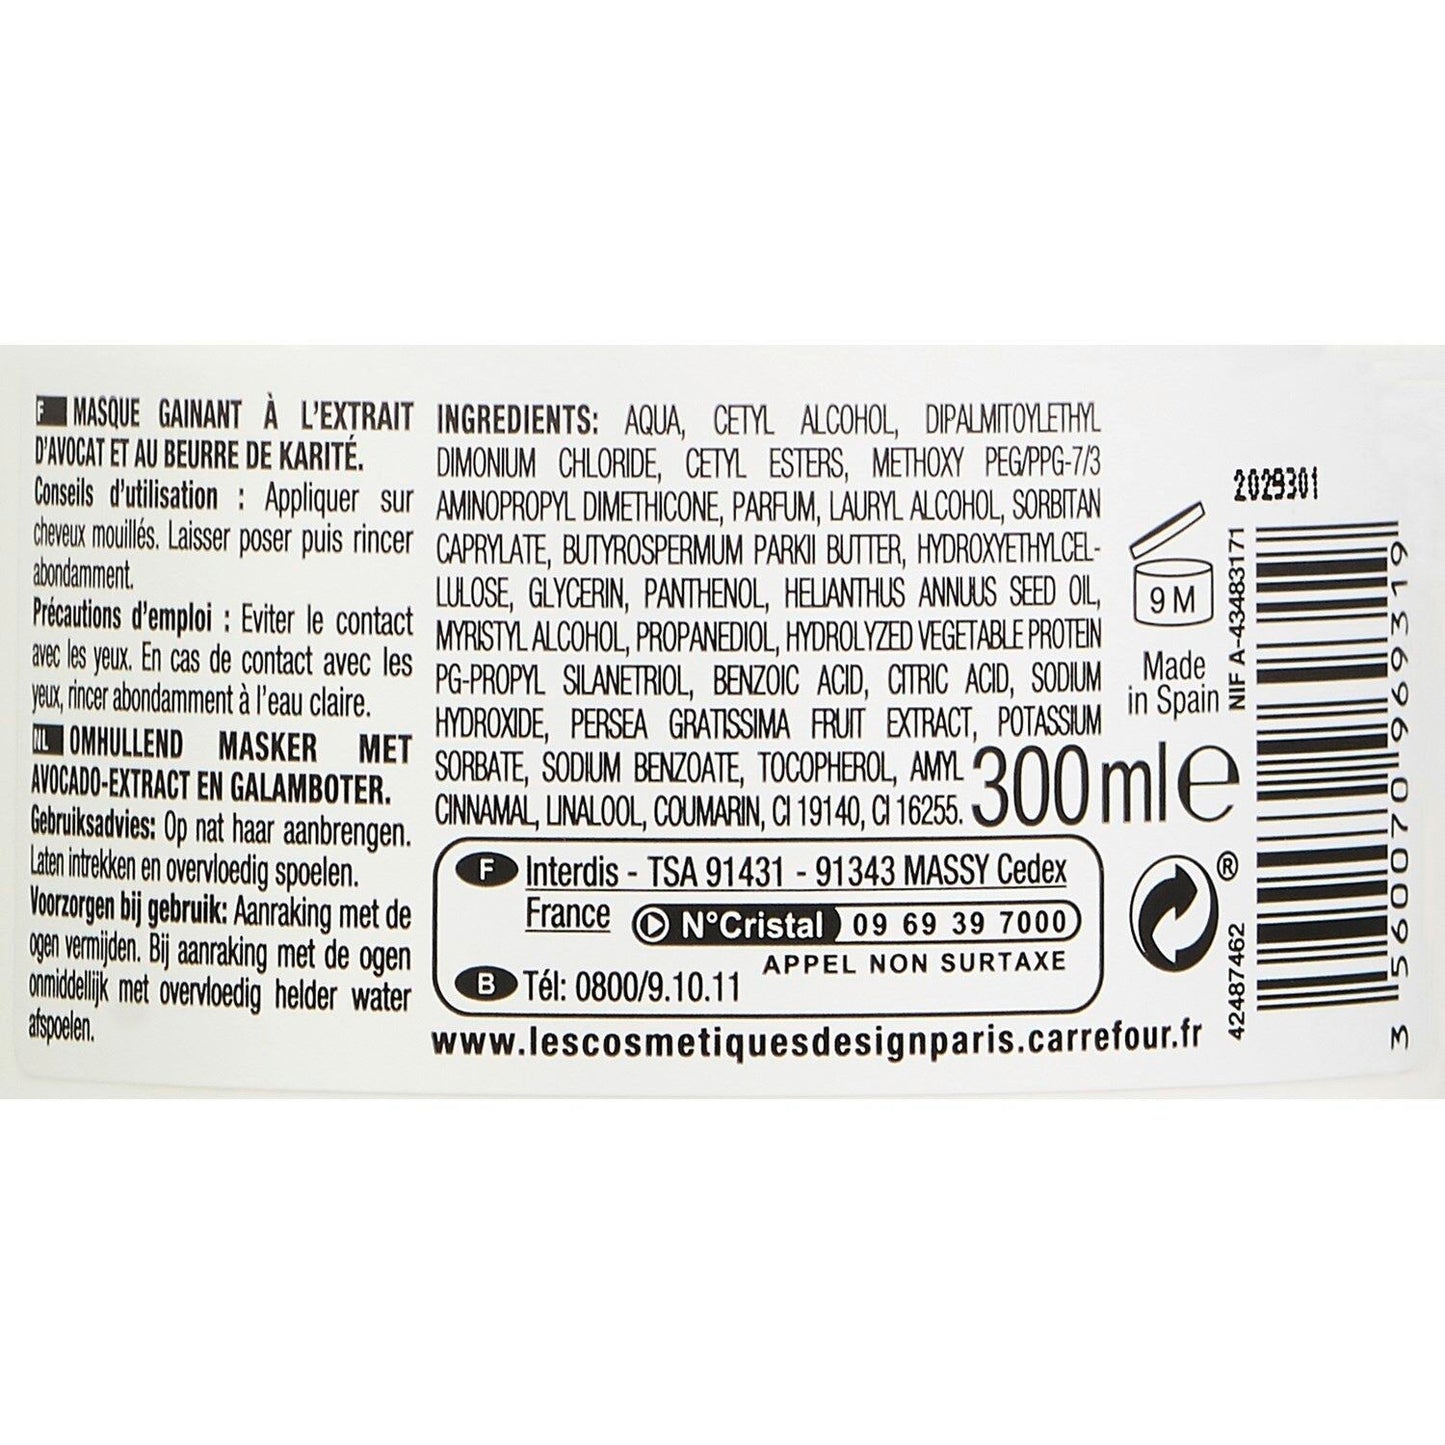 F MASQUE GAINANT À L'EXTRAIT
D'AVOCAT ET AU BEURRE DE KARITÉ.
Conseils d'utilisation : Appliquer sur
cheveux mouillés. Laisser poser puis rincer
abondamment.
Précautions d'emploi : Eviter le contact
avec les yeux. En cas de contact avec les
yeux, rincer abondamment à l'eau claire.
NL OMHULLEND MASKER MET
AVOCADO-EXTRACT EN GALAMBOTER.
Gebruiksadvies: Op nat haar aanbrengen.
Laten intrekken en overvloedig spoelen.
Voorzorgen bij gebruik: Aanraking met de
ogen vermijden. Bij aanraking met de ogen
onmiddellijk met overvloedig helder water
afspoelen.
INGREDIENTS: AQUA, CETYL ALCOHOL, DIPALMITOYLETHYL
DIMONIUM CHLORIDE, CETYL ESTERS, METHOXY PEG/PPG-7/3
AMINOPROPYL DIMETHICONE, PARFUM, LAURYL ALCOHOL, SORBITAN
CAPRYLATE, BUTYROSPERMUM PARKII BUTTER, HYDROXYETHYLCEL-
LULOSE, GLYCERIN, PANTHENOL, HELIANTHUS ANNUUS SEED OIL,
MYRISTYL ALCOHOL, PROPANEDIOL, HYDROLYZED VEGETABLE PROTEIN
PG-PROPYL SILANETRIOL, BENZOIC ACID, CITRIC ACID, SODIUM
HYDROXIDE, PERSEA GRATISSIMA FRUIT EXTRACT, POTASSIUM
SORBATE, SODIUM BENZOATE, TOCOPHEROL, AMYL
CINNAMAL, LINALOOL, COUMARIN, CI 19140, CI 16255.
300 ml e
F Interdis - TSA 91431 - 91343 MASSY Cedex
France N°Cristal 09 69 39 7000
APPEL NON SURTAXE
B Tél: 0800/9.10.11
www.lescosmetiquesdesignparis.carrefour.fr
2029301
9 M
Made
in Spain
®
NIF A-43483171
42487462
3 560070 969319